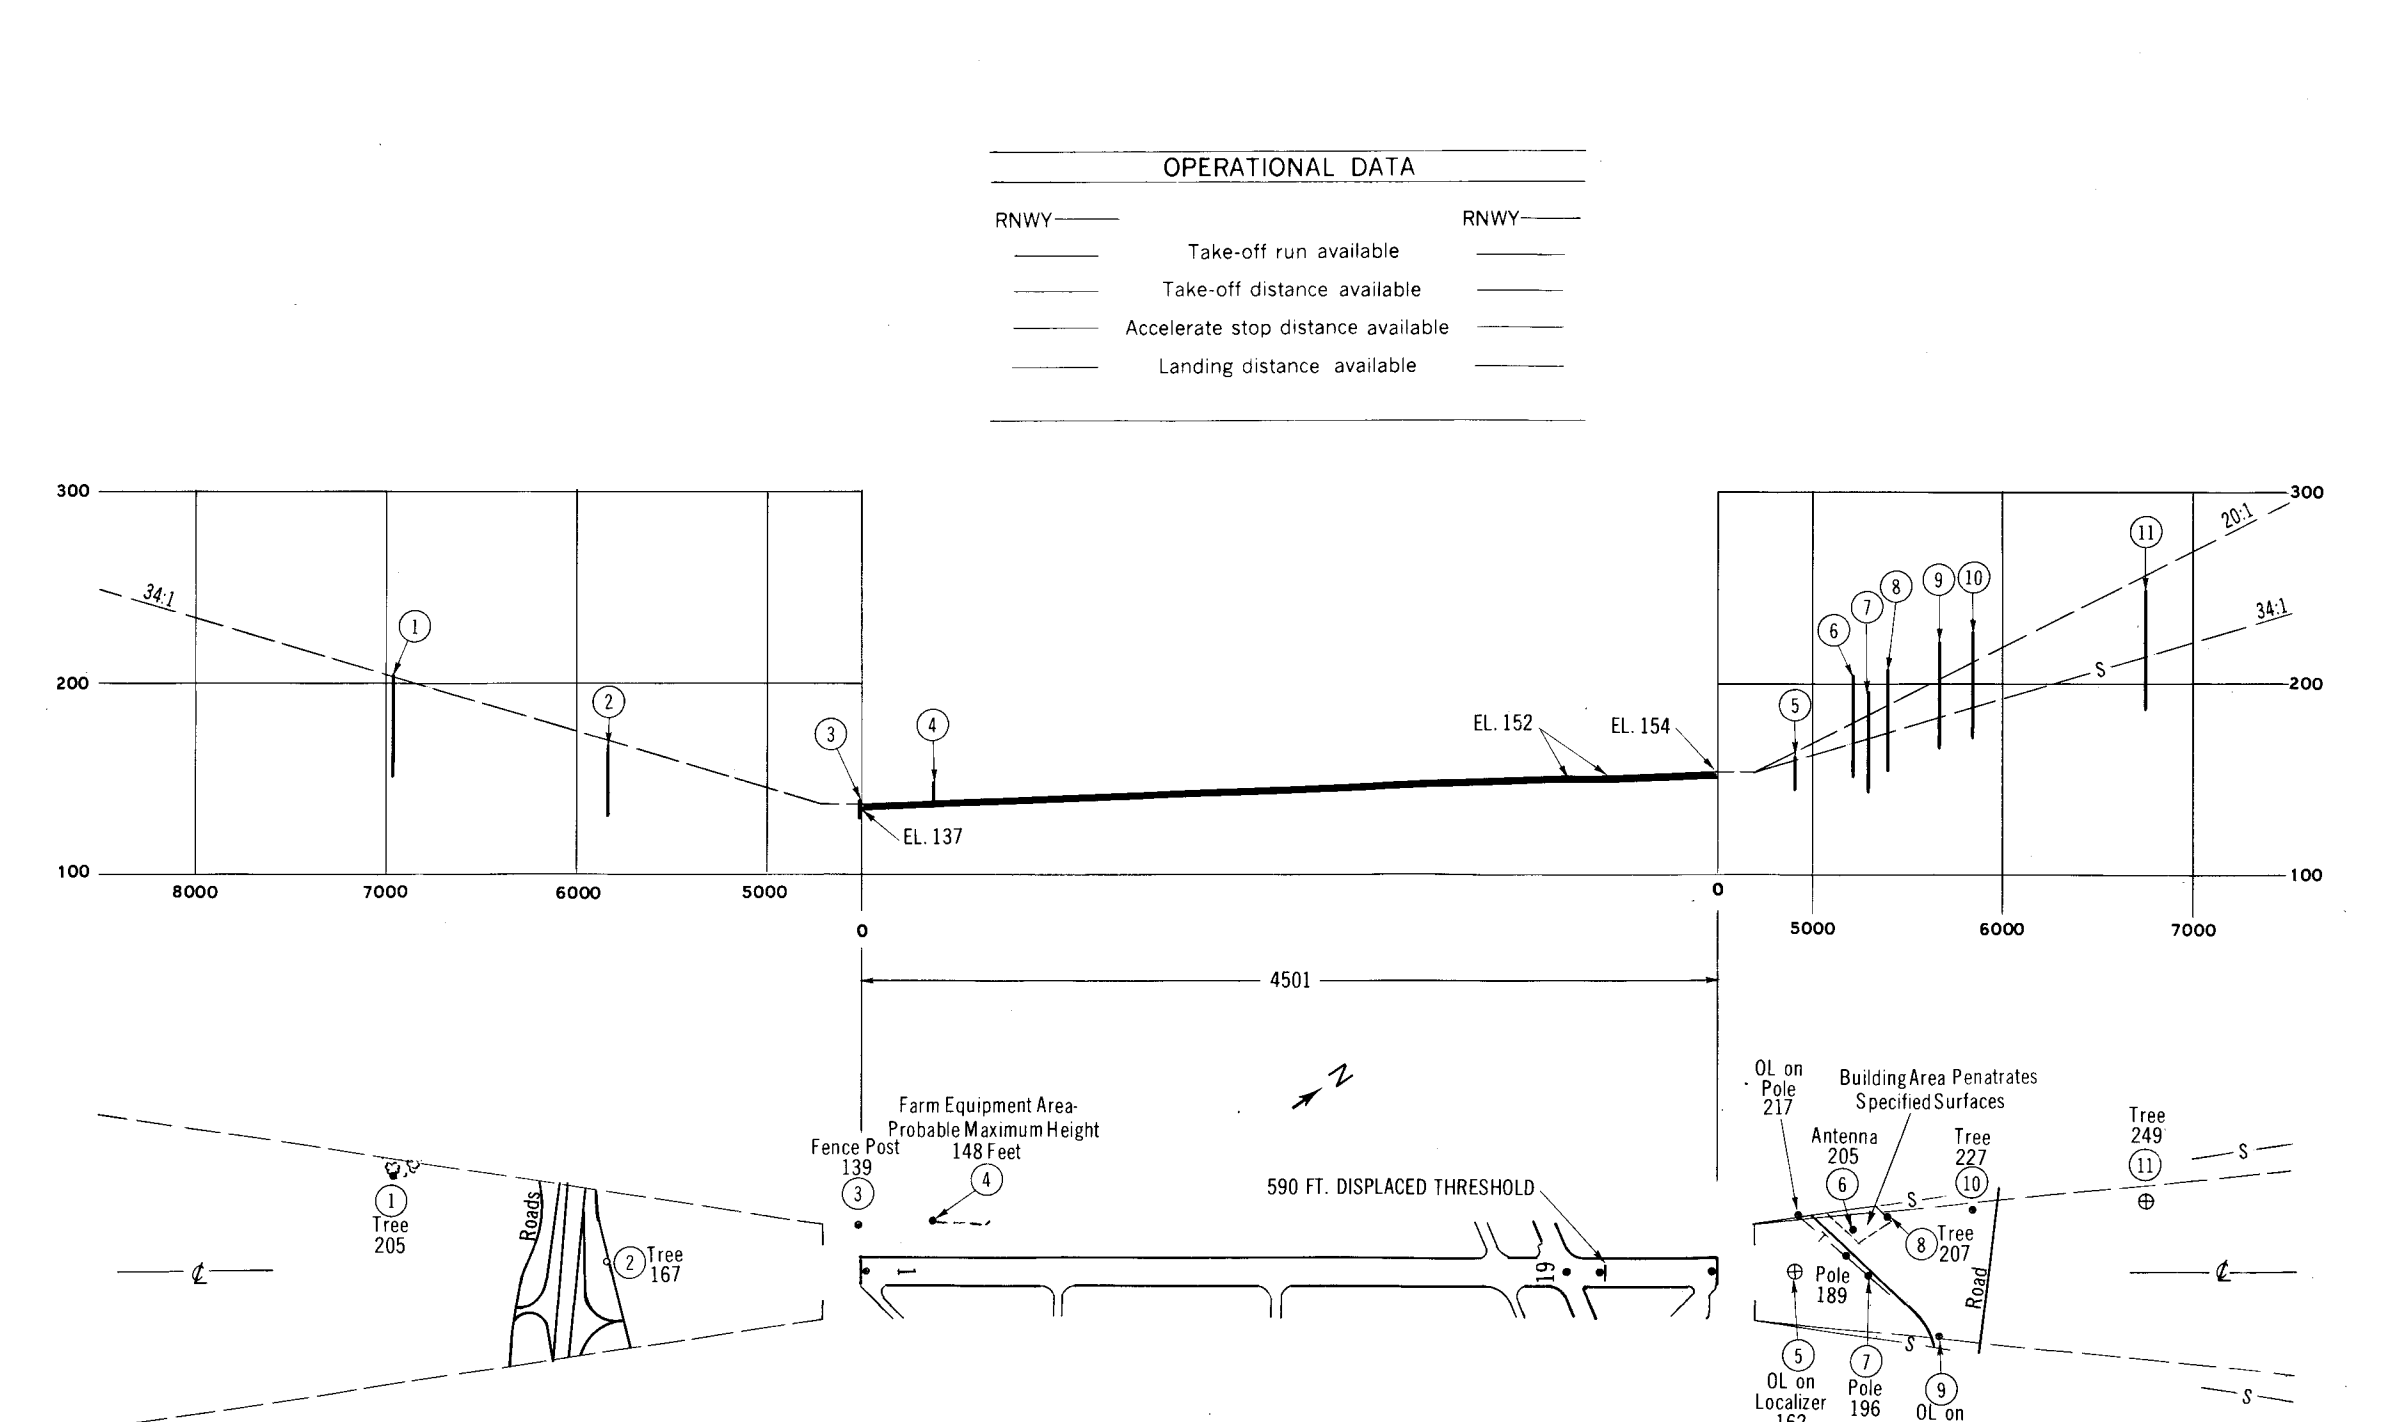 OPERATIONAL DATA
RNWY RNWY
Take-off run available
Take-off distance available
Accelerate stop distance available
Landing distance available
300
200
100
34:1
1
2
3
4
EL. 137
EL. 152
EL. 154
8000 7000 6000 5000
0
4501
0
5000 6000 7000
300
200
100
20:1
34:1
S
5
6
7
8
9
10
11
N
1
Tree
205
Roads
2
Tree
167
℄
Fence Post
139
3
Farm Equipment Area-
Probable Maximum Height
148 Feet
4
1
590 FT. DISPLACED THRESHOLD
19
OL on
Pole
217
Building Area Penatrates
Specified Surfaces
Antenna
205
6
Tree
227
10
Tree
249
11
S
S
8
Tree
207
Pole
189
Road
℄
S
S
5
OL on
Localizer
162
7
Pole
196
9
OL on